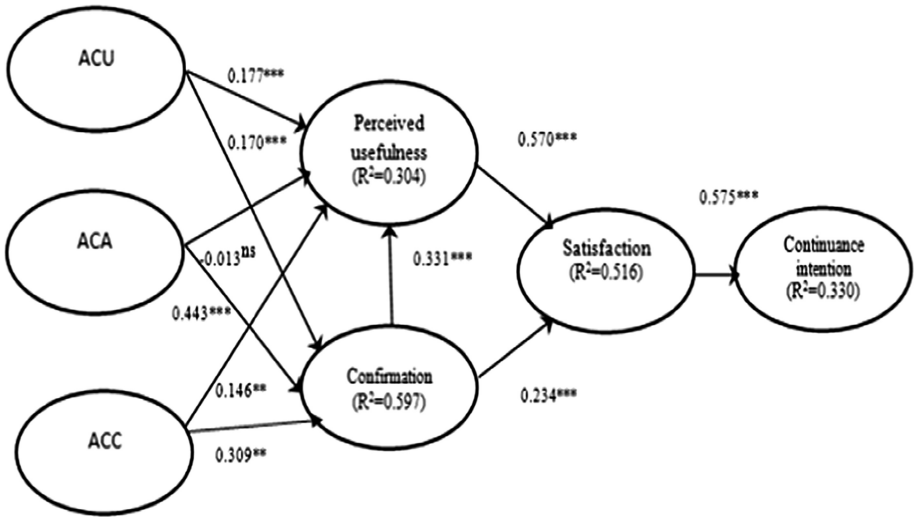 ACU
0.177***
0.170***
Perceived
usefulness
(R²=0.304)
0.570***
ACA
-0.013ns
0.443***
0.331***
Satisfaction
(R²=0.516)
0.575***
Continuance
intention
(R²=0.330)
Confirmation
(R²=0.597)
0.146**
0.234***
ACC
0.309**